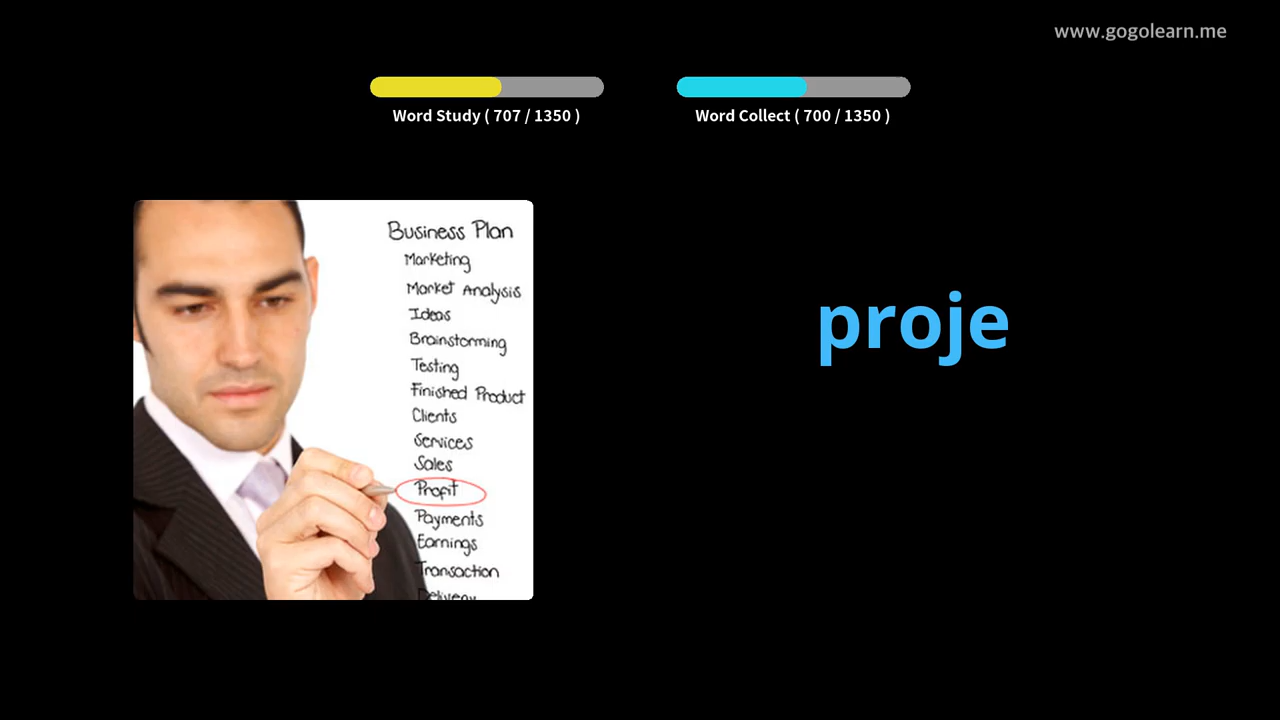 www.gogolearn.me
Word Study ( 707 / 1350 )
Word Collect ( 700 / 1350 )
Business Plan
Marketing
Market Analysis
Ideas
Brainstorming
Testing
Finished Product
Clients
Services
Sales
Profit
Payments
Earnings
Transaction
Delivery
proje